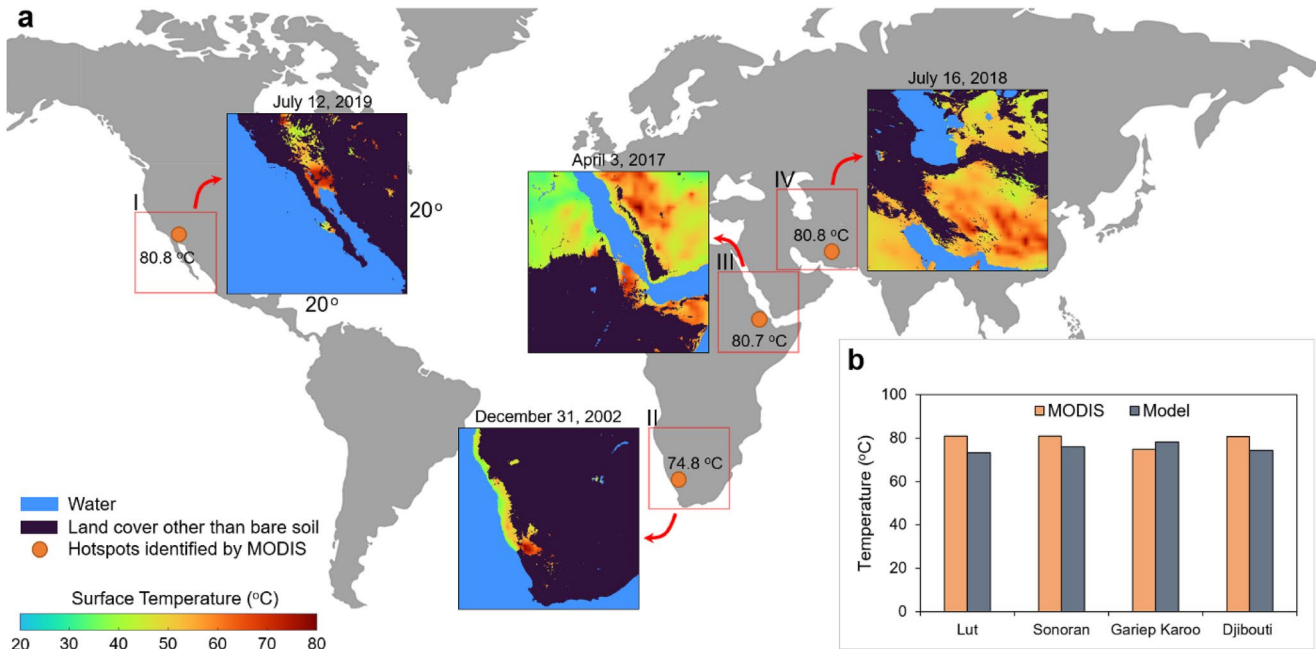 a
July 12, 2019
20°
20°
I
80.8 °C
April 3, 2017
July 16, 2018
IV
80.8 °C
III
80.7 °C
December 31, 2002
II
74.8 °C
Water
Land cover other than bare soil
Hotspots identified by MODIS
Surface Temperature (°C)
20 30 40 50 60 70 80
b
MODIS Model
Temperature (°C)
100
80
60
40
20
0
Lut Sonoran Gariep Karoo Djibouti